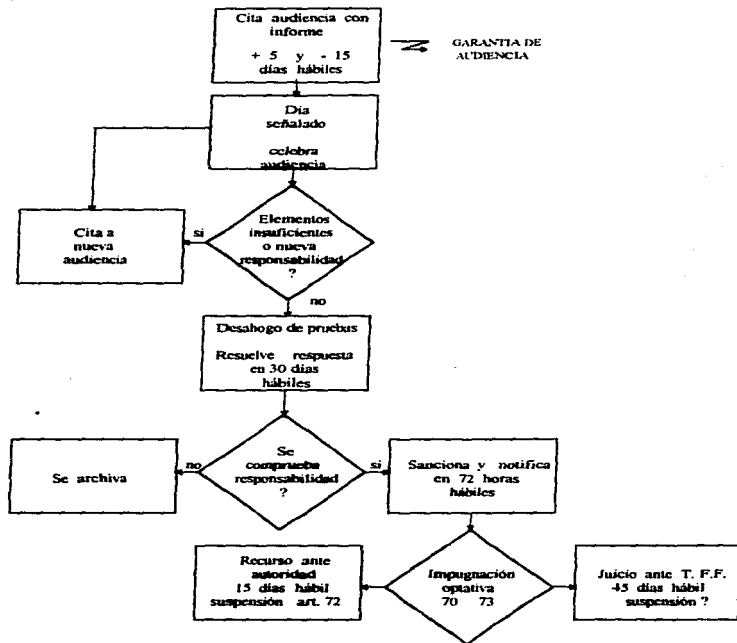 Cita audiencia con
informe
+ 5 y - 15
días hábiles
GARANTIA DE
AUDIENCIA
Día
señalado
celebra
audiencia
Elementos
insuficientes
o nueva
responsabilidad
?
si
Cita a
nueva
audiencia
no
Desahogo de pruebas
Resuelve respuesta
en 30 días
hábiles
Se
comprueba
responsabilidad
?
no
Se archiva
si
Sanciona y notifica
en 72 horas
hábiles
Impugnación
optativa
70 73
Recurso ante
autoridad
15 días hábil
suspensión art. 72
Juicio ante T. F.F.
45 días hábil
suspensión ?